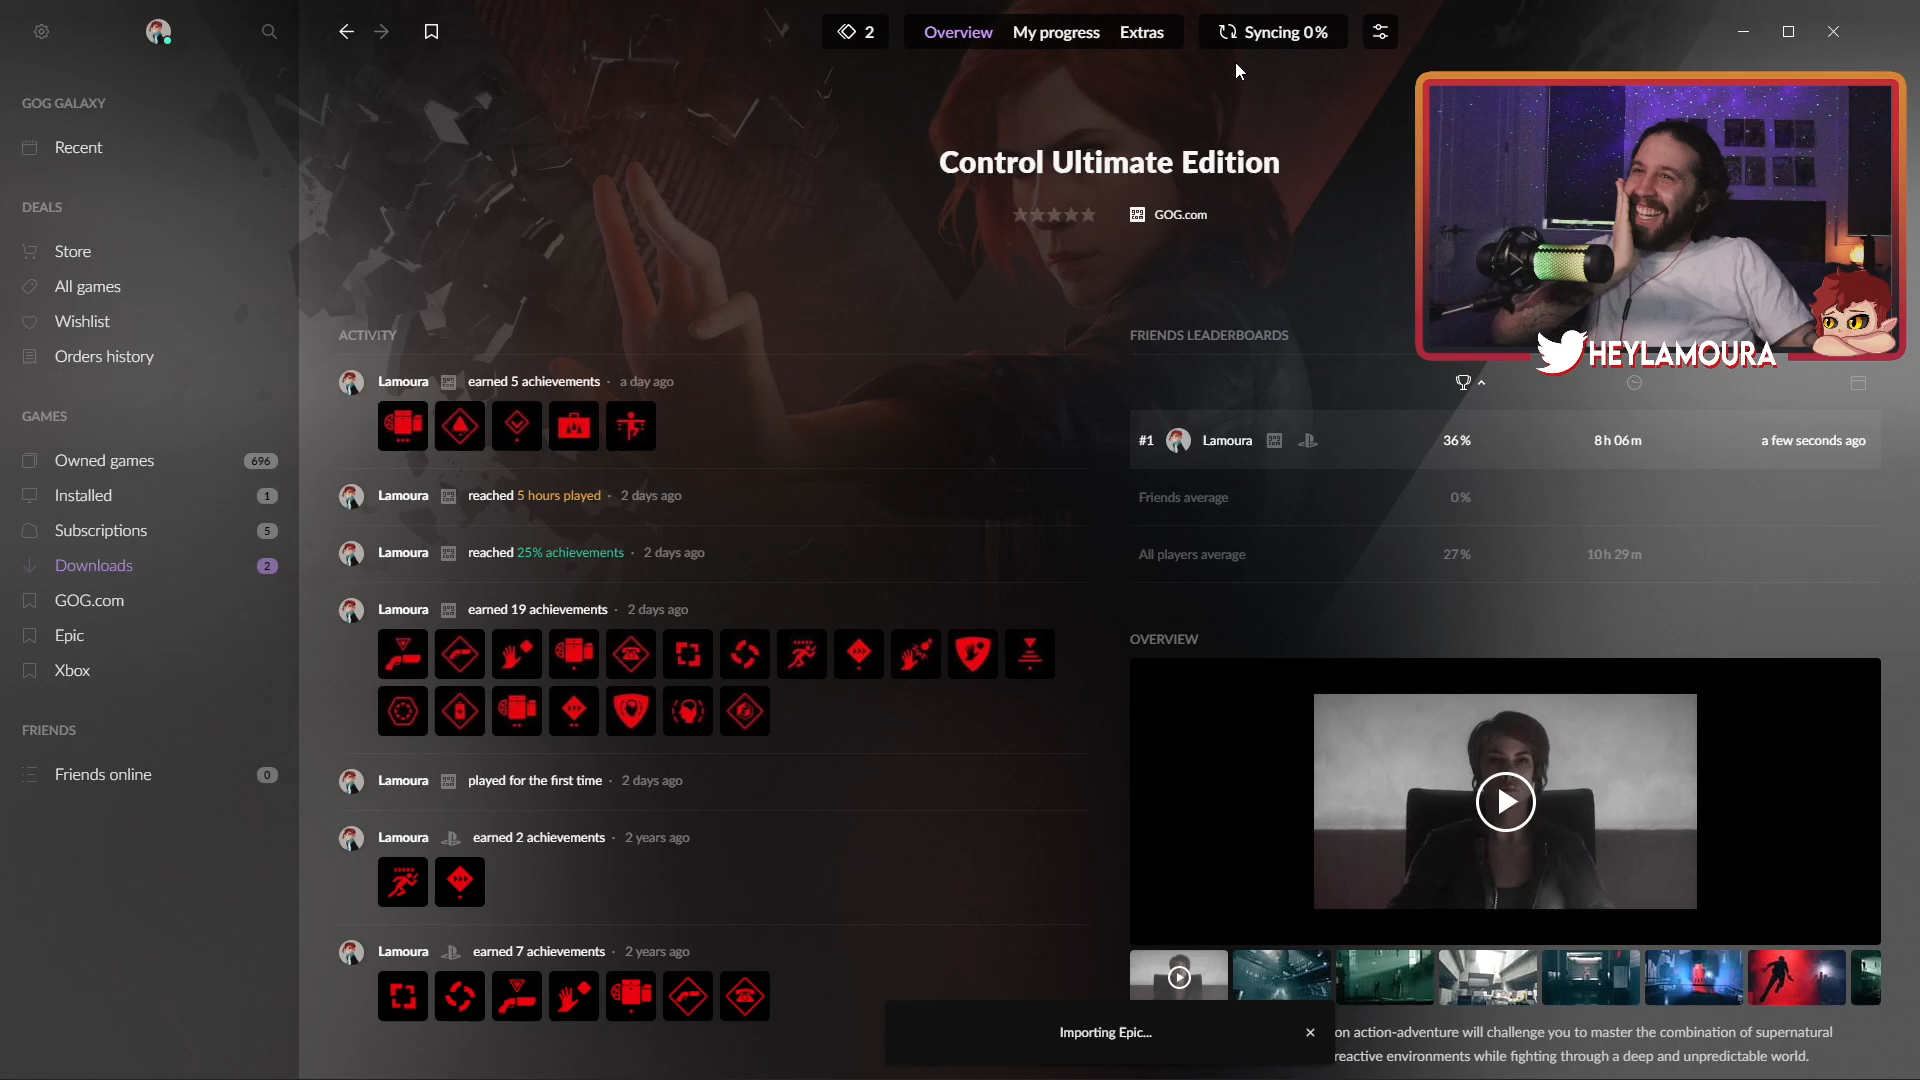 2
Overview
My progress
Extras
Syncing 0%
GOG GALAXY
Recent
DEALS
Store
All games
Wishlist
Orders history
GAMES
Owned games 696
Installed 1
Subscriptions 5
Downloads 2
GOG.com
Epic
Xbox
FRIENDS
Friends online 0
Control Ultimate Edition
GOG.com
HEYLAMOURA
ACTIVITY
Lamoura earned 5 achievements · a day ago
Lamoura reached 5 hours played · 2 days ago
Lamoura reached 25% achievements · 2 days ago
Lamoura earned 19 achievements · 2 days ago
Lamoura played for the first time · 2 days ago
Lamoura earned 2 achievements · 2 years ago
Lamoura earned 7 achievements · 2 years ago
FRIENDS LEADERBOARDS
#1 Lamoura 36% 8h 06m a few seconds ago
Friends average 0%
All players average 27% 10h 29m
OVERVIEW
Importing Epic...
on action-adventure will challenge you to master the combination of supernatural
reactive environments while fighting through a deep and unpredictable world.